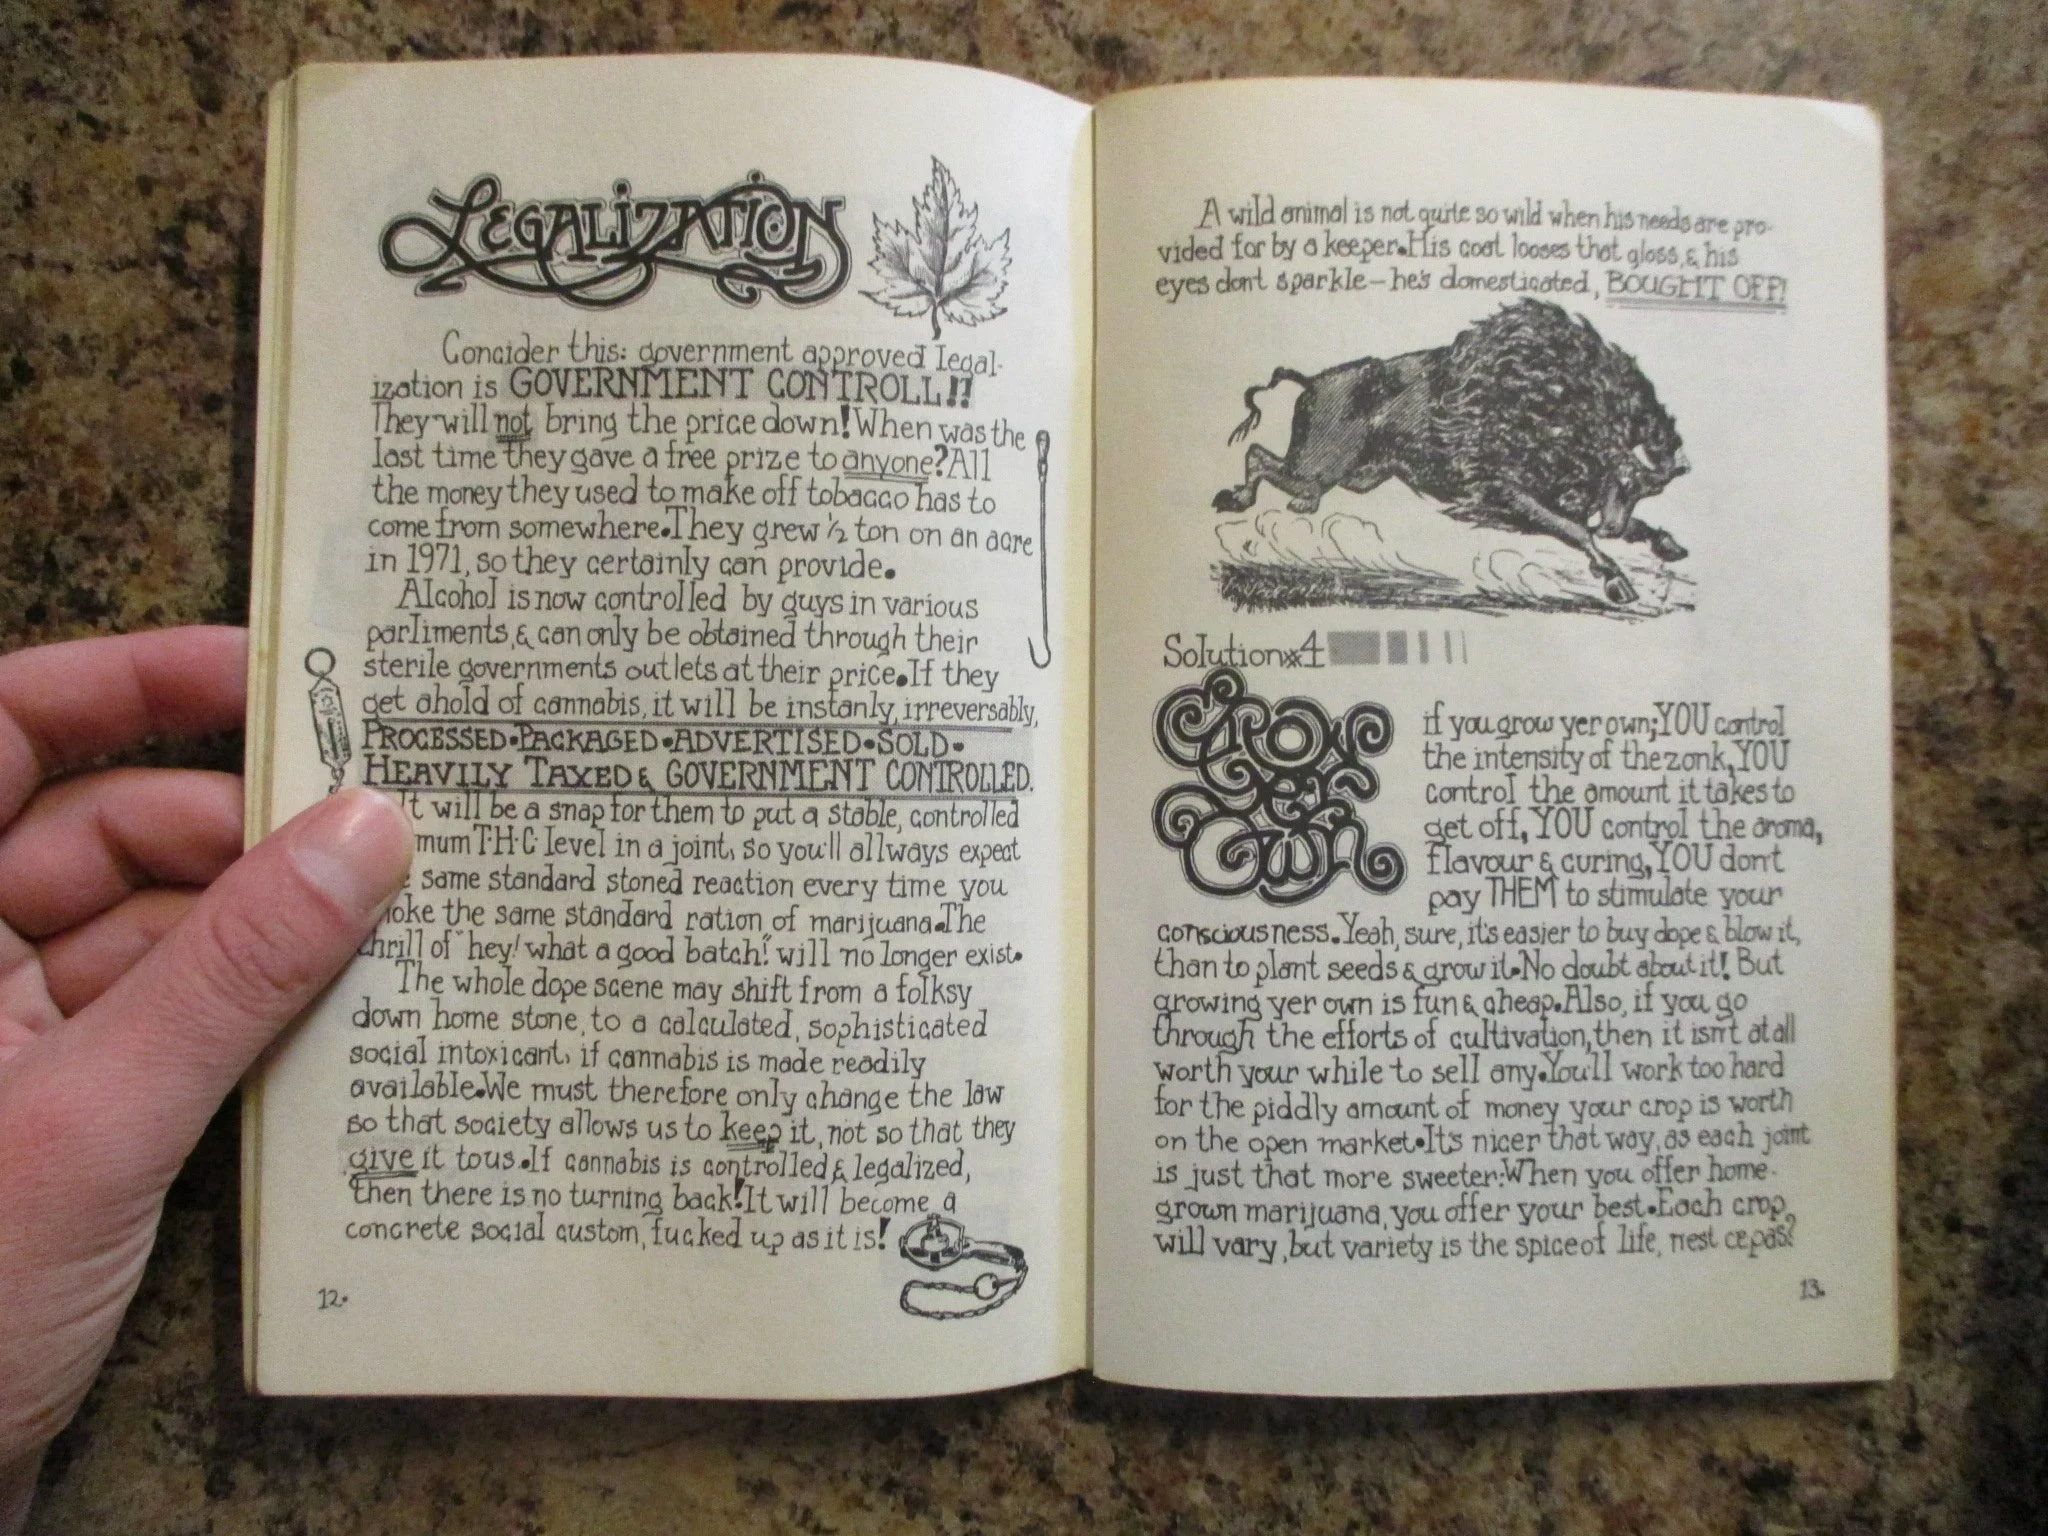 LEGALiZATiON
Concider this: government approved legal-
ization is GOVERNMENT CONTROLL!!
They will not bring the price down! When was the
last time they gave a free prize to anyone? All
the money they used to make off tobacco has to
come from somewhere. They grew ½ ton on an acre
in 1971, so they certainly can provide.
Alcohol is now controlled by guys in various
parliments, & can only be obtained through their
sterile governments outlets at their price. If they
get ahold of cannabis, it will be instanly, irreversably,
PROCESSED • PACKAGED • ADVERTISED • SOLD •
HEAVILY TAXED & GOVERNMENT CONTROLLED.
It will be a snap for them to put a stable, controlled
mum T·H·C· level in a joint, so you'll allways expect
same standard stoned reaction every time you
the same standard ration of marijuana. The
thrill of "hey! what a good batch!" will no longer exist.
The whole dope scene may shift from a folksy
down home stone, to a calculated, sophisticated
social intoxicant, if cannabis is made readily
available. We must therefore only change the law
so that society allows us to keep it, not so that they
give it to us. If cannabis is controlled & legalized,
then there is no turning back! It will become a
concrete social custom, fucked up as it is!
12.
A wild animal is not quite so wild when his needs are pro-
vided for by a keeper. His coat looses that gloss, & his
eyes dont sparkle – he's domesticated, BOUGHT OFF!
Solution #4
Grow
Yer
Own
if you grow yer own; YOU control
the intensity of the zonk, YOU
control the amount it takes to
get off, YOU control the aroma,
flavour & curing, YOU dont
pay THEM to stimulate your
consciousness. Yeah, sure, it's easier to buy dope & blow it,
than to plant seeds & grow it. No doubt about it! But
growing yer own is fun & cheap. Also, if you go
through the efforts of cultivation, then it isn't at all
worth your while to sell any. You'll work too hard
for the piddly amount of money your crop is worth
on the open market. It's nicer that way, as each joint
is just that more sweeter: When you offer home-
grown marijuana, you offer your best. Each crop
will vary, but variety is the spice of life, nest cepas?
13.